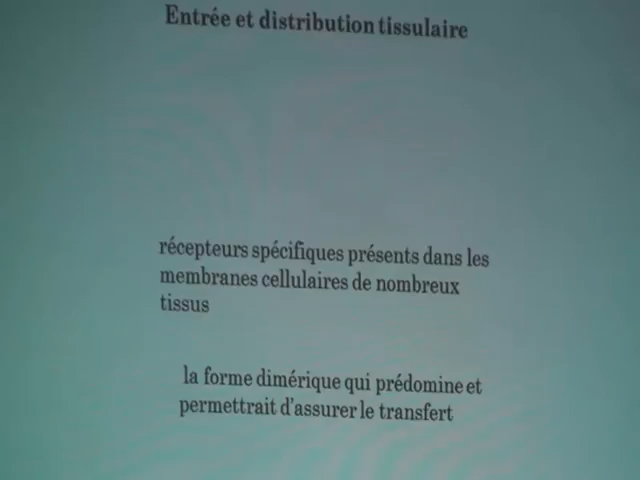 Entrée et distribution tissulaire
récepteurs spécifiques présents dans les
membranes cellulaires de nombreux
tissus
la forme dimérique qui prédomine et
permettrait d'assurer le transfert